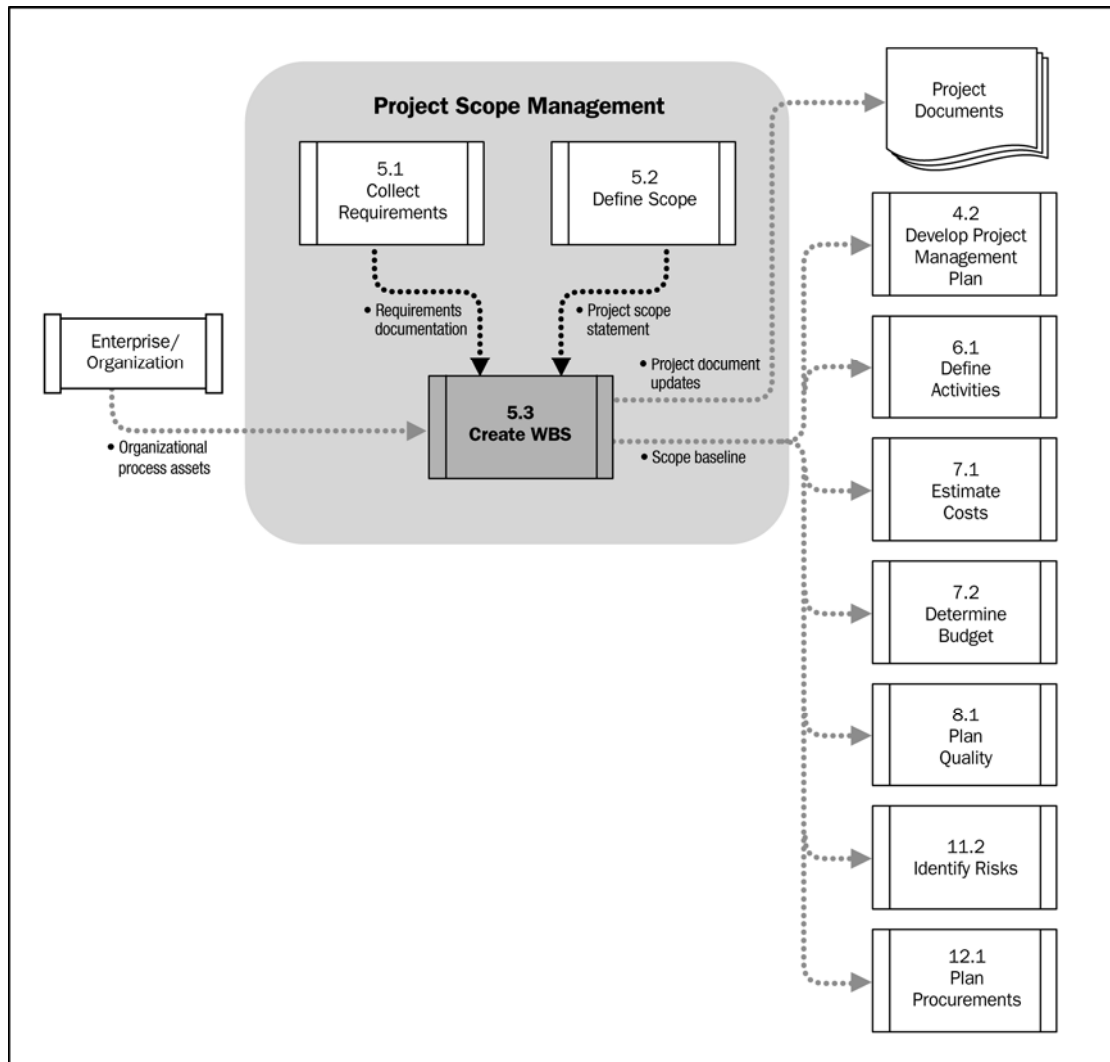 Project Scope Management
5.1
Collect
Requirements
5.2
Define Scope
• Requirements
documentation
• Project scope
statement
Enterprise/
Organization
• Organizational
process assets
5.3
Create WBS
• Project document
updates
• Scope baseline
Project
Documents
4.2
Develop Project
Management
Plan
6.1
Define
Activities
7.1
Estimate
Costs
7.2
Determine
Budget
8.1
Plan
Quality
11.2
Identify Risks
12.1
Plan
Procurements